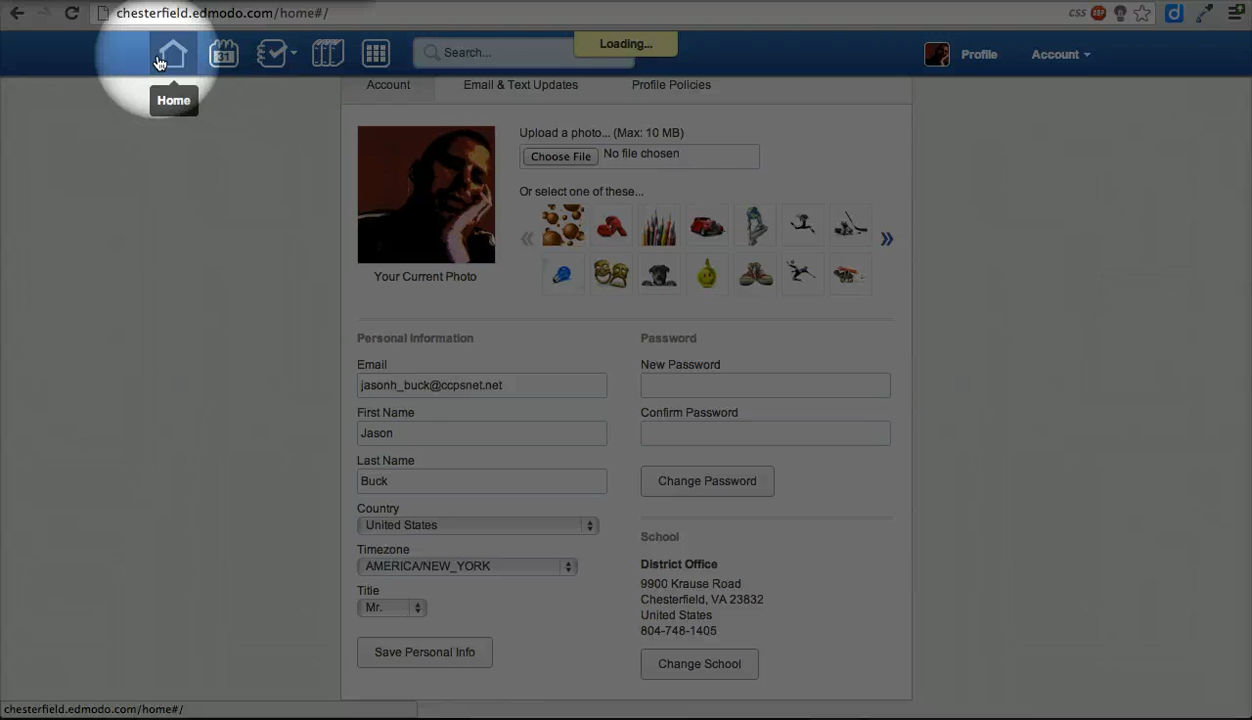 chesterfield.edmodo.com/home#/
CSS ABP
31 Search... Loading... Profile Account
Home
Account Email & Text Updates Profile Policies
Upload a photo... (Max: 10 MB)
Choose File No file chosen
Or select one of these...
« »
Your Current Photo
Personal Information
Email
jasonh_buck@ccpsnet.net
First Name
Jason
Last Name
Buck
Country
United States
Timezone
AMERICA/NEW_YORK
Title
Mr.
Save Personal Info
Password
New Password
Confirm Password
Change Password
School
District Office
9900 Krause Road
Chesterfield, VA 23832
United States
804-748-1405
Change School
chesterfield.edmodo.com/home#/